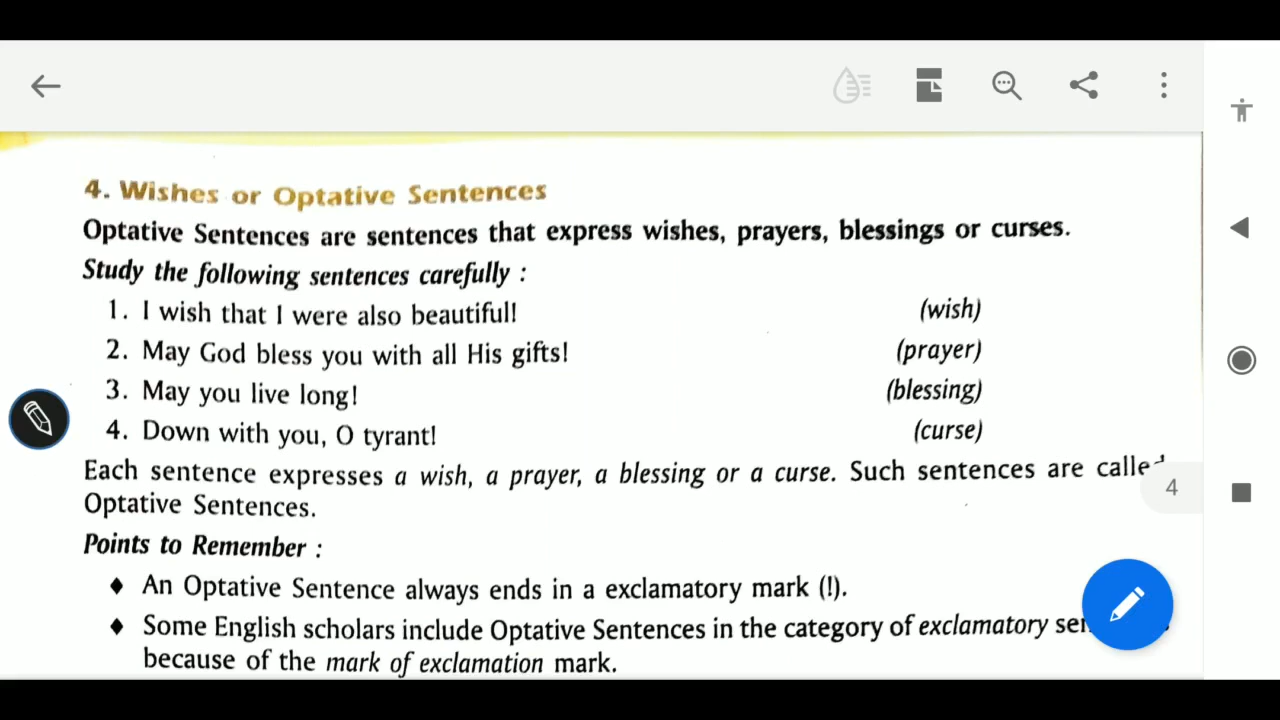 4. Wishes or Optative Sentences
Optative Sentences are sentences that express wishes, prayers, blessings or curses.
Study the following sentences carefully :
1. I wish that I were also beautiful! (wish)
2. May God bless you with all His gifts! (prayer)
3. May you live long! (blessing)
4. Down with you, O tyrant! (curse)
Each sentence expresses a wish, a prayer, a blessing or a curse. Such sentences are called
4
Optative Sentences.
Points to Remember :
♦ An Optative Sentence always ends in a exclamatory mark (!).
♦ Some English scholars include Optative Sentences in the category of exclamatory
because of the mark of exclamation mark.